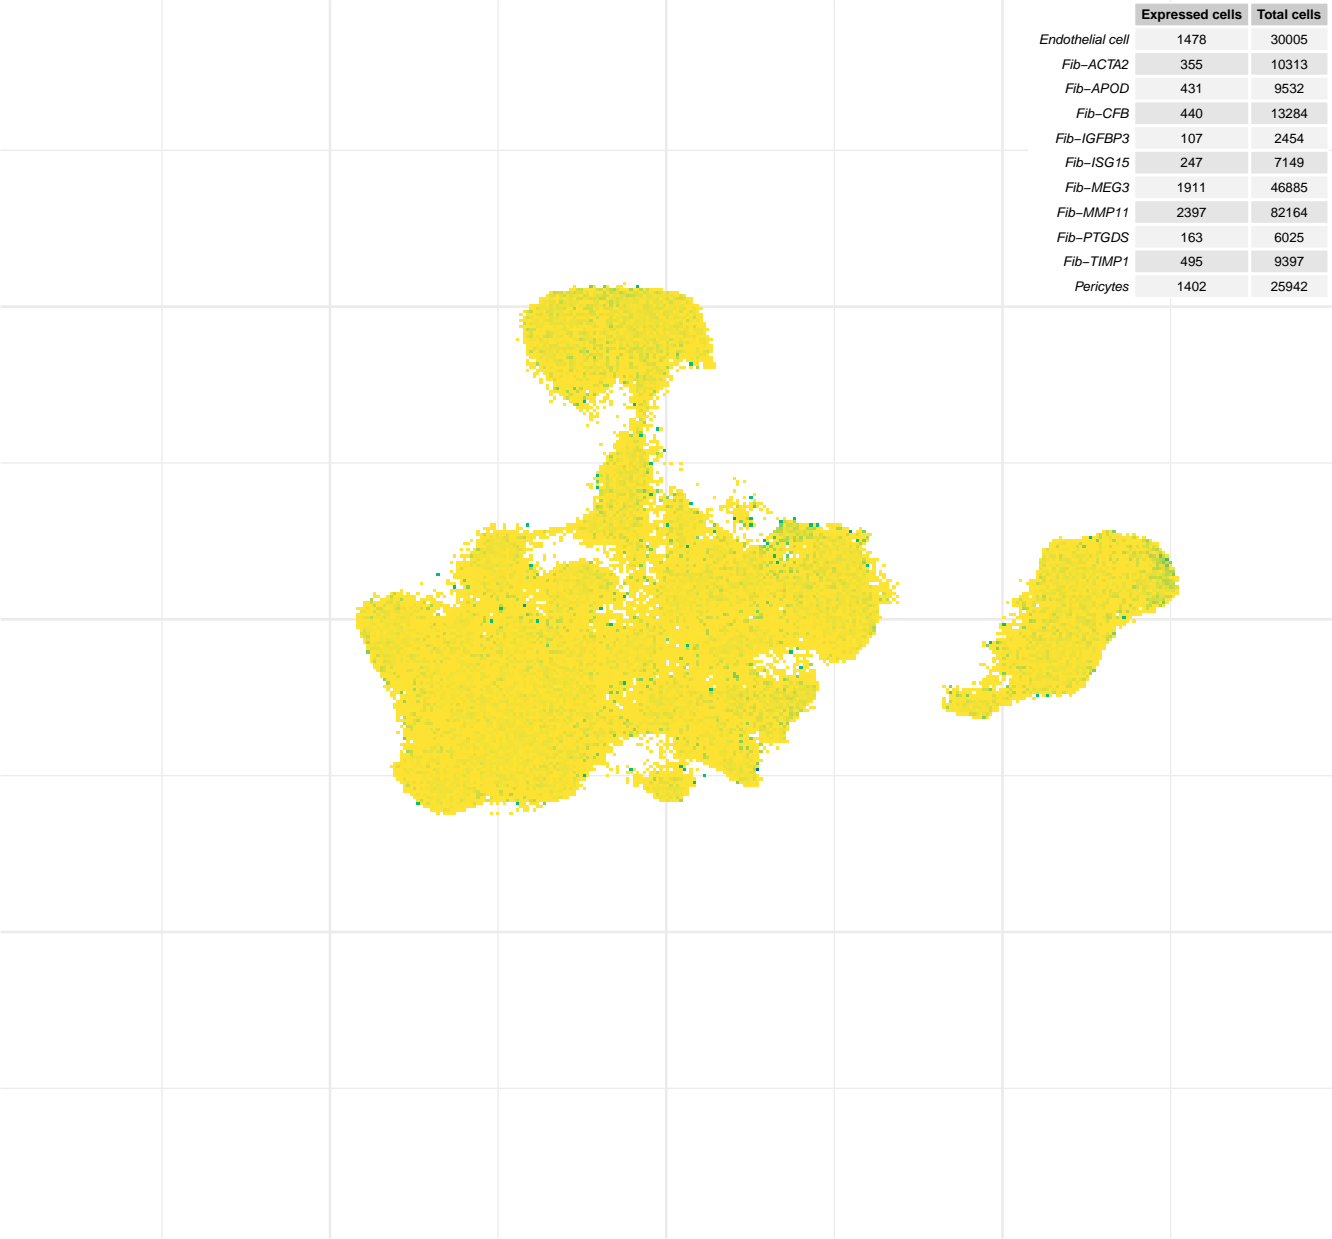 Expressed cells Total cells
Endothelial cell 1478 30005
Fib−ACTA2 355 10313
Fib−APOD 431 9532
Fib−CFB 440 13284
Fib−IGFBP3 107 2454
Fib−ISG15 247 7149
Fib−MEG3 1911 46885
Fib−MMP11 2397 82164
Fib−PTGDS 163 6025
Fib−TIMP1 495 9397
Pericytes 1402 25942